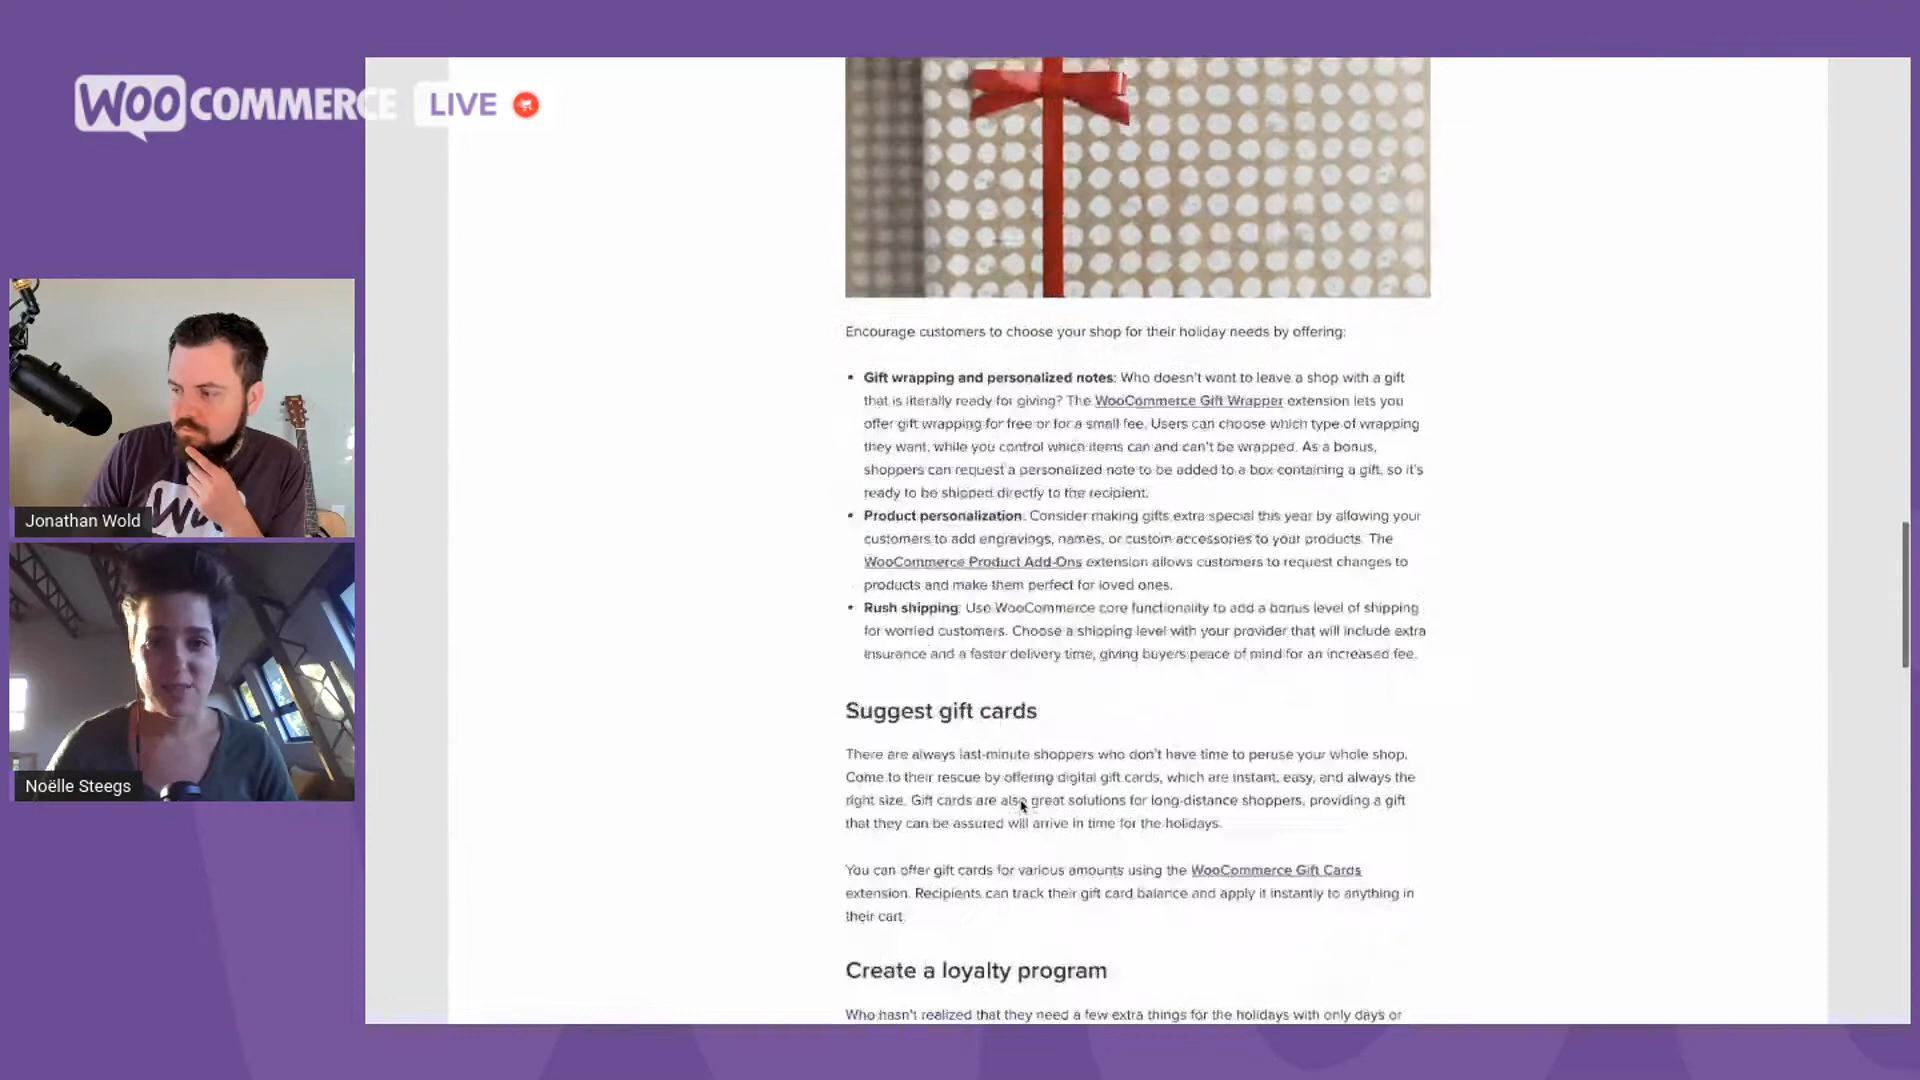 WOOCOMMERCE LIVE
Encourage customers to choose your shop for their holiday needs by offering:
• Gift wrapping and personalized notes: Who doesn't want to leave a shop with a gift
that is literally ready for giving? The WooCommerce Gift Wrapper extension lets you
offer gift wrapping for free or for a small fee. Users can choose which type of wrapping
they want, while you control which items can and can't be wrapped. As a bonus,
shoppers can request a personalized note to be added to a box containing a gift, so it's
ready to be shipped directly to the recipient.
• Product personalization. Consider making gifts extra special this year by allowing your
customers to add engravings, names, or custom accessories to your products. The
WooCommerce Product Add-Ons extension allows customers to request changes to
products and make them perfect for loved ones.
• Rush shipping: Use WooCommerce core functionality to add a bonus level of shipping
for worried customers. Choose a shipping level with your provider that will include extra
insurance and a faster delivery time, giving buyers peace of mind for an increased fee.
Suggest gift cards
There are always last-minute shoppers who don't have time to peruse your whole shop.
Come to their rescue by offering digital gift cards, which are instant, easy, and always the
right size. Gift cards are also great solutions for long-distance shoppers, providing a gift
that they can be assured will arrive in time for the holidays.
You can offer gift cards for various amounts using the WooCommerce Gift Cards
extension. Recipients can track their gift card balance and apply it instantly to anything in
their cart.
Create a loyalty program
Who hasn't realized that they need a few extra things for the holidays with only days or
Jonathan Wold
Noëlle Steegs